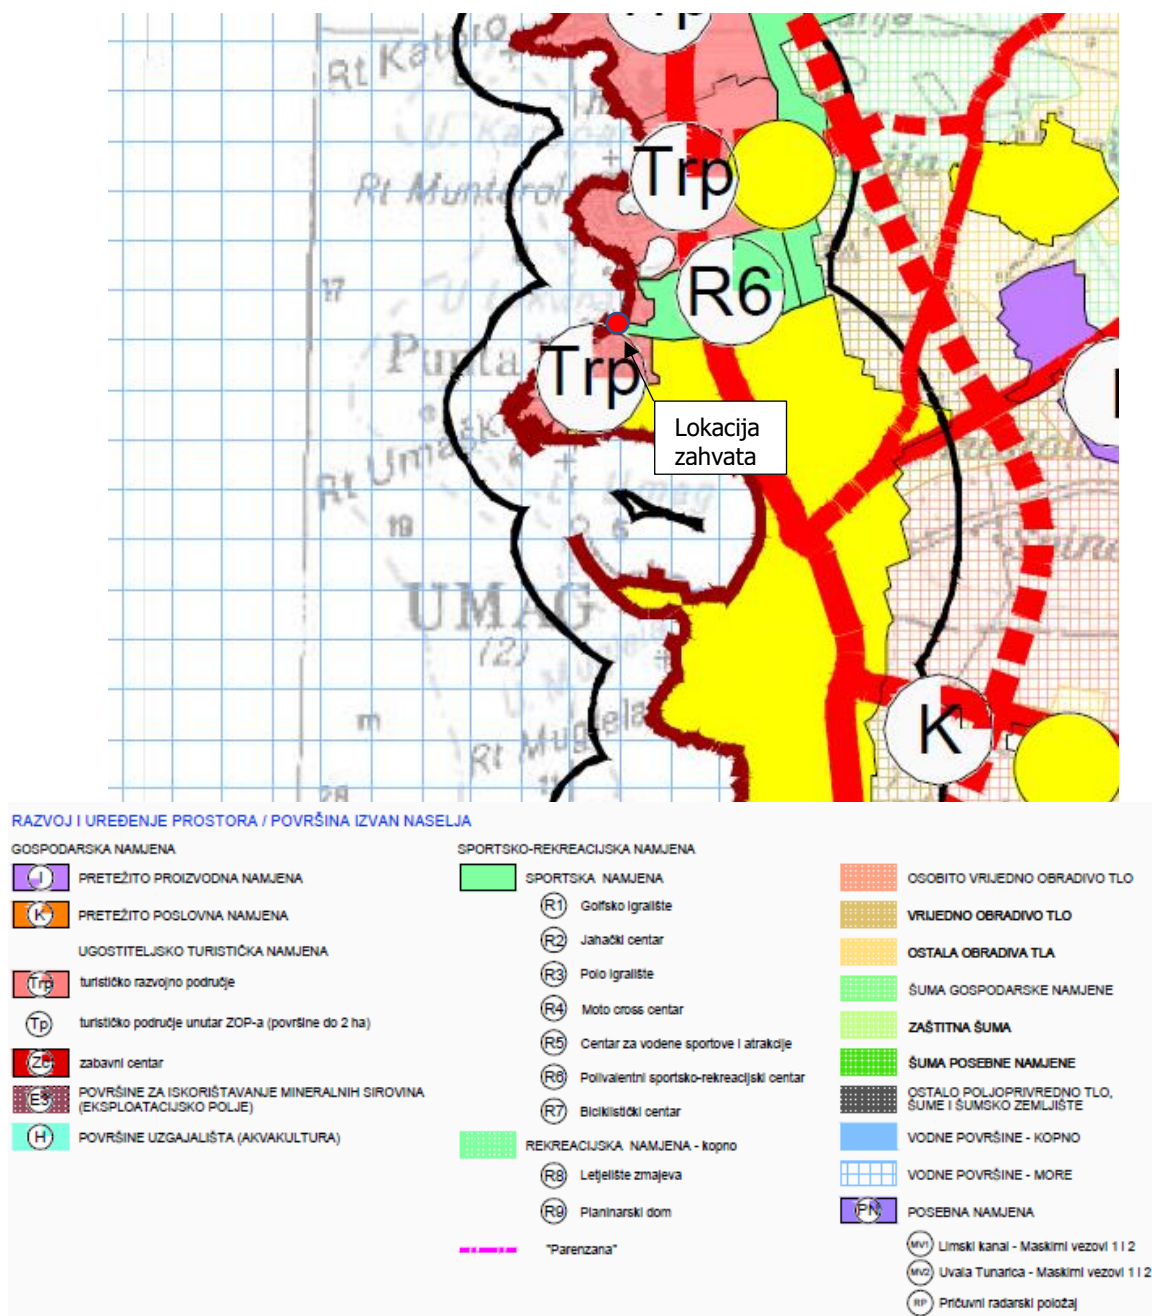 Trp
Rt Katoro
U. Karigа
Trp
Rt Muntarol
R6
17
Punta
Trp
Lokacija
zahvata
Rt Umaški
U. Umag
19
6
UMAG
(2)
K
m
Rt Mugjela
11
28
RAZVOJ I UREĐENJE PROSTORA / POVRŠINA IZVAN NASELJA
GOSPODARSKA NAMJENA
I PRETEŽITO PROIZVODNA NAMJENA
K PRETEŽITO POSLOVNA NAMJENA
UGOSTITELJSKO TURISTIČKA NAMJENA
Trp turističko razvojno područje
Tp turističko područje unutar ZOP-a (površine do 2 ha)
Zc zabavni centar
E3 POVRŠINE ZA ISKORIŠTAVANJE MINERALNIH SIROVINA
(EKSPLOATACIJSKO POLJE)
H POVRŠINE UZGAJALIŠTA (AKVAKULTURA)
SPORTSKO-REKREACIJSKA NAMJENA
SPORTSKA NAMJENA
R1 Golfsko igralište
R2 Jahački centar
R3 Polo igralište
R4 Moto cross centar
R5 Centar za vodene sportove i atrakcije
R6 Polivalentni sportsko-rekreacijski centar
R7 Biciklistički centar
REKREACIJSKA NAMJENA - kopno
R8 Letjelište zmajeva
R9 Planinarski dom
"Parenzana"
OSOBITO VRIJEDNO OBRADIVO TLO
VRIJEDNO OBRADIVO TLO
OSTALA OBRADIVA TLA
ŠUMA GOSPODARSKE NAMJENE
ZAŠTITNA ŠUMA
ŠUMA POSEBNE NAMJENE
OSTALO POLJOPRIVREDNO TLO,
ŠUME I ŠUMSKO ZEMLJIŠTE
VODNE POVRŠINE - KOPNO
VODNE POVRŠINE - MORE
PN POSEBNA NAMJENA
MV1 Limski kanal - Maskirni vezovi 1 i 2
MV2 Uvala Tunarica - Maskirni vezovi 1 i 2
RP Pričuvni radarski položaj